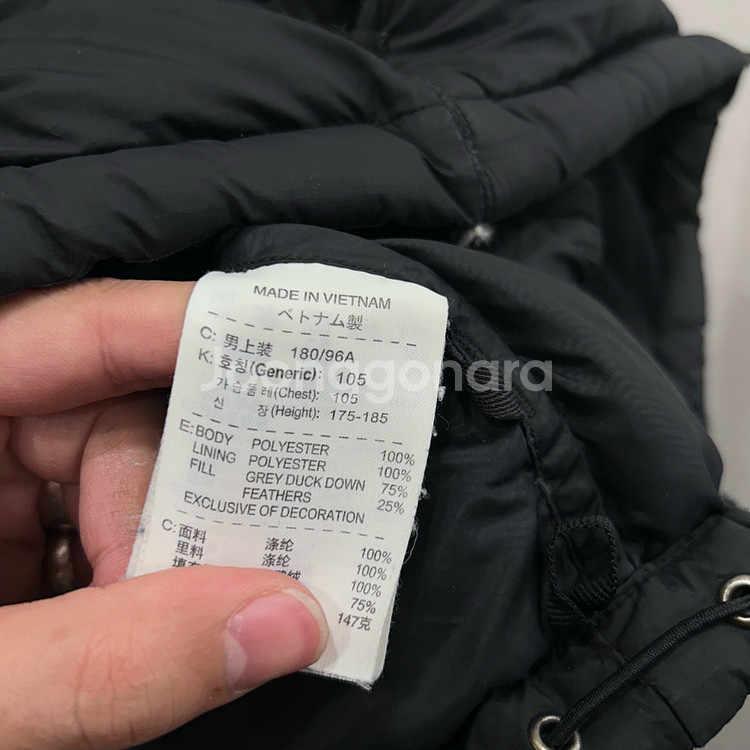 MADE IN VIETNAM
ベトナム製
C: 男上装 180/96A
K: 호칭(Generic): 105
가슴둘레(Chest): 105
신 장(Height): 175-185
E: BODY POLYESTER 100%
LINING POLYESTER 100%
FILL GREY DUCK DOWN 75%
FEATHERS 25%
EXCLUSIVE OF DECORATION
C: 面料 涤纶 100%
里料 涤纶 100%
100%
75%
147克